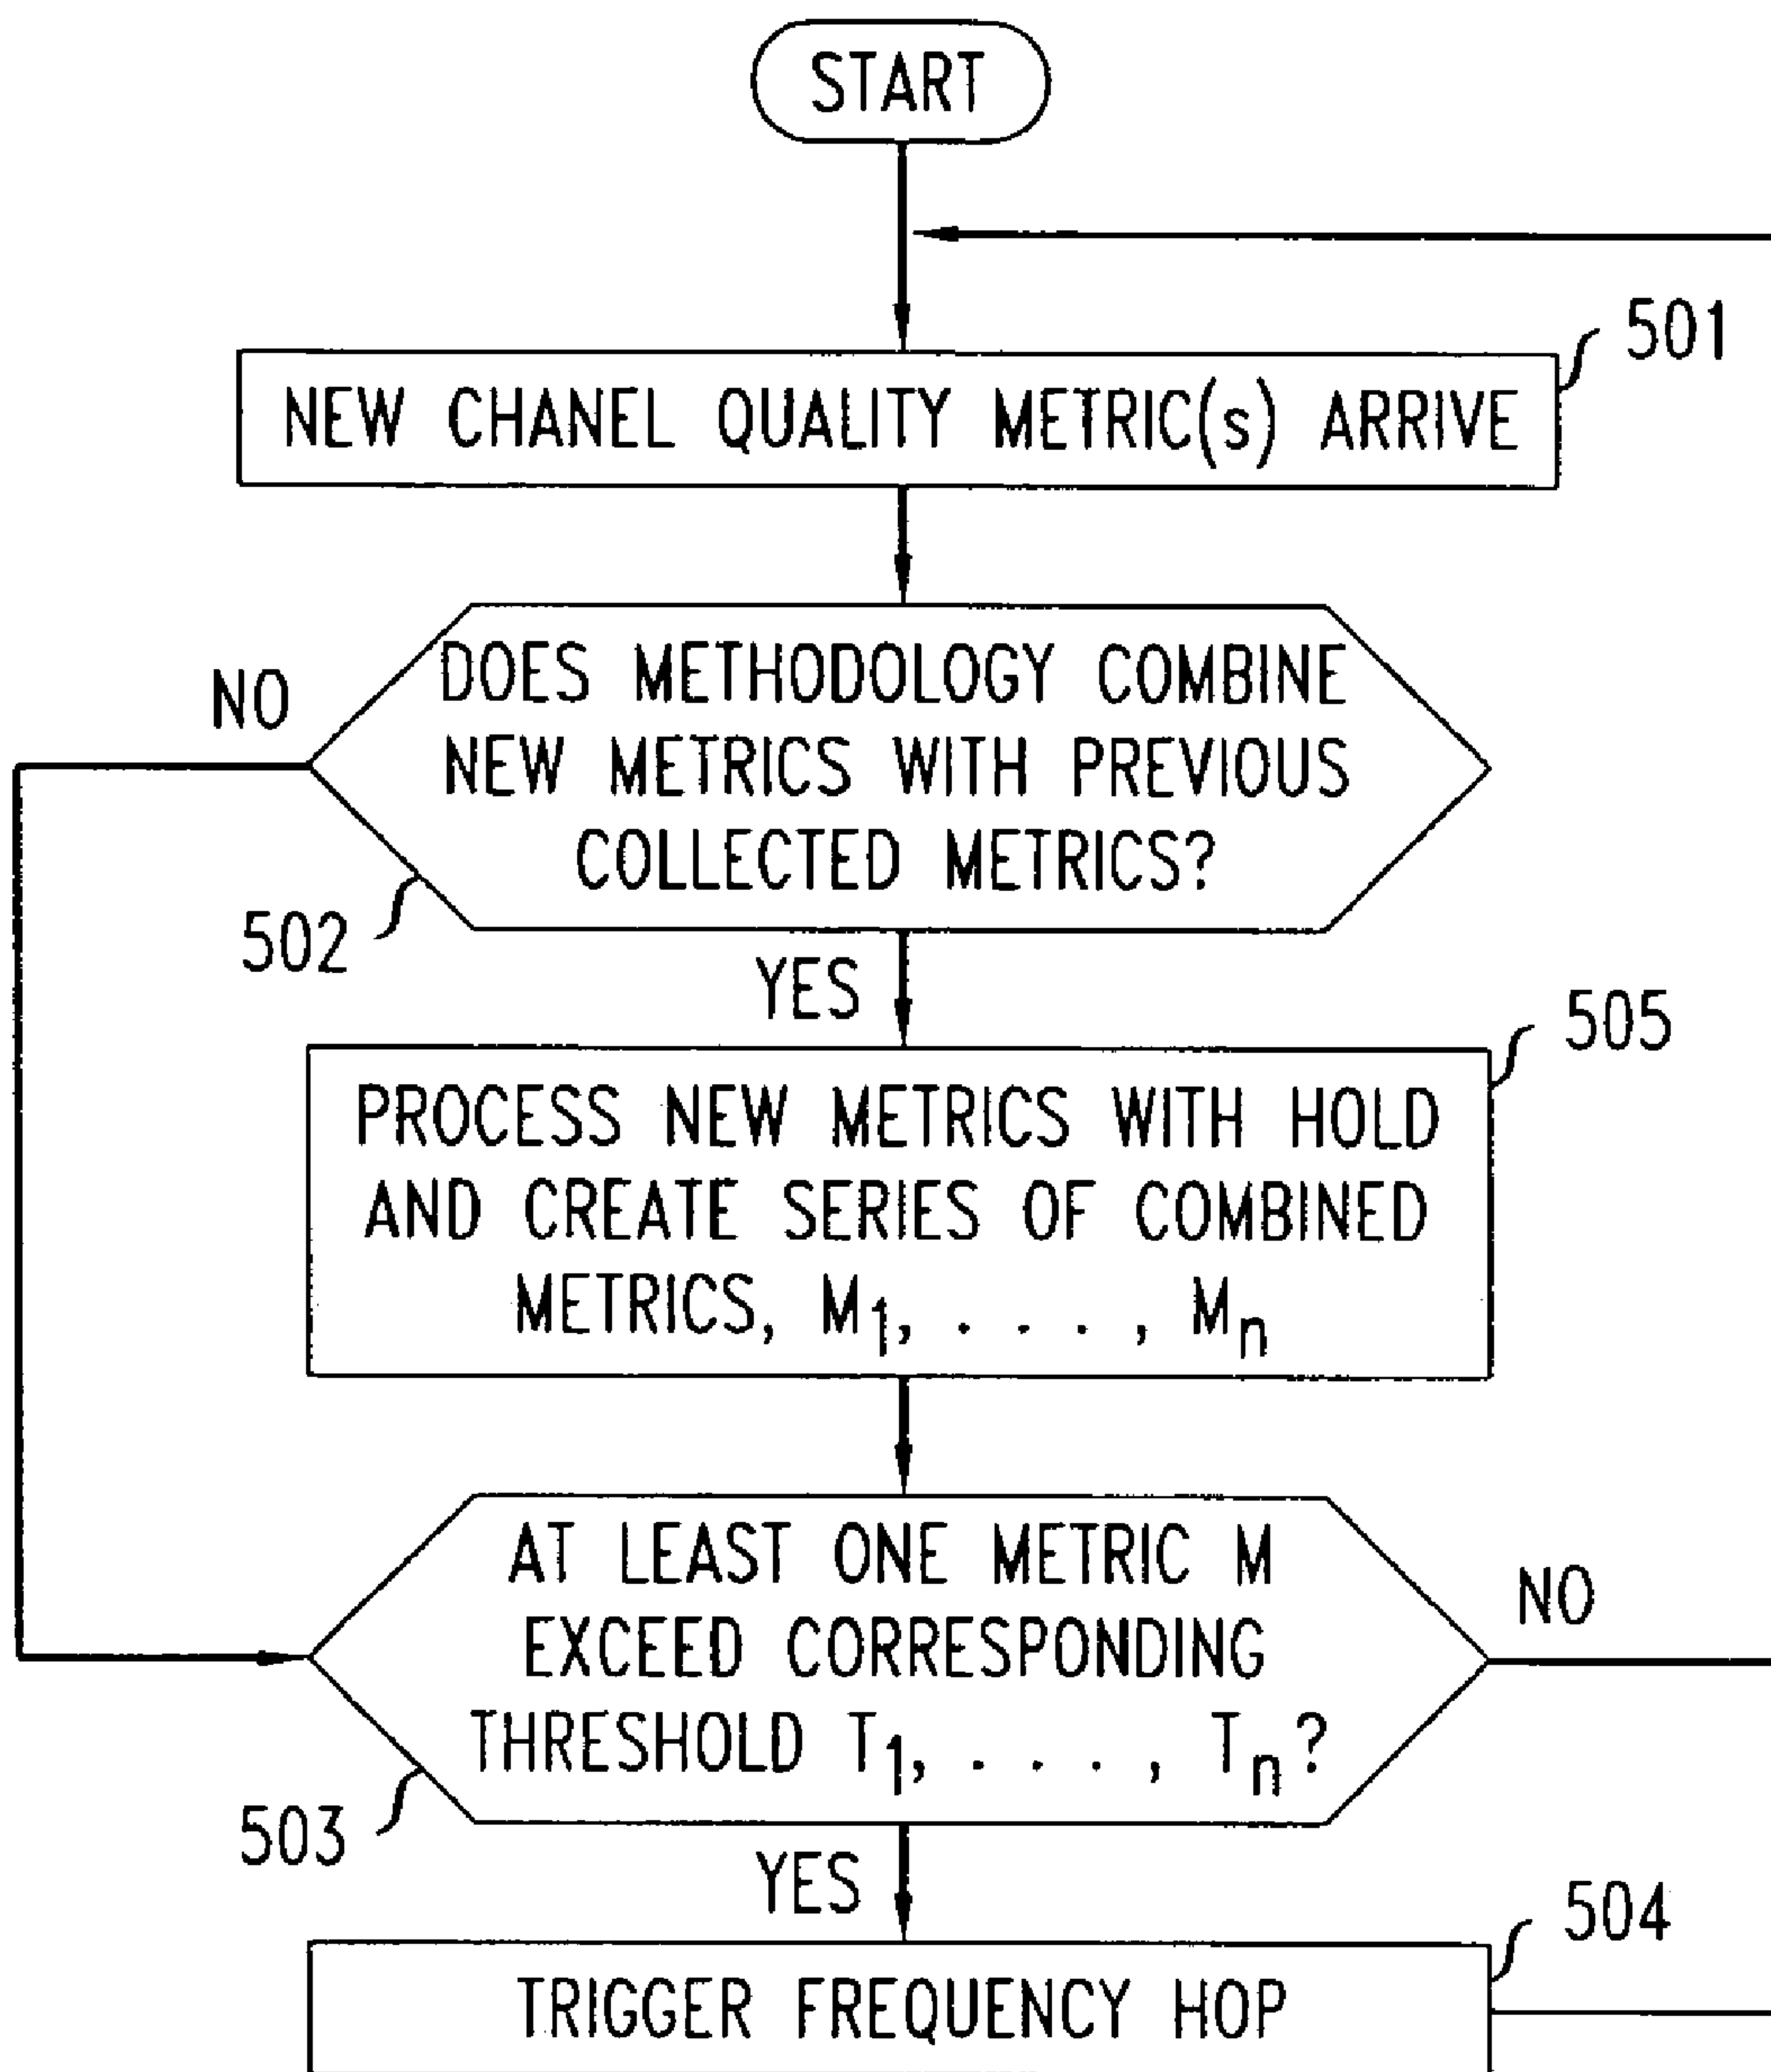 START
501
NEW CHANEL QUALITY METRIC(s) ARRIVE
NO
DOES METHODOLOGY COMBINE
NEW METRICS WITH PREVIOUS
COLLECTED METRICS?
502
YES
505
PROCESS NEW METRICS WITH HOLD
AND CREATE SERIES OF COMBINED
METRICS, M1, . . . , Mn
AT LEAST ONE METRIC M
EXCEED CORRESPONDING
THRESHOLD T1, . . . , Tn?
NO
503
YES
504
TRIGGER FREQUENCY HOP